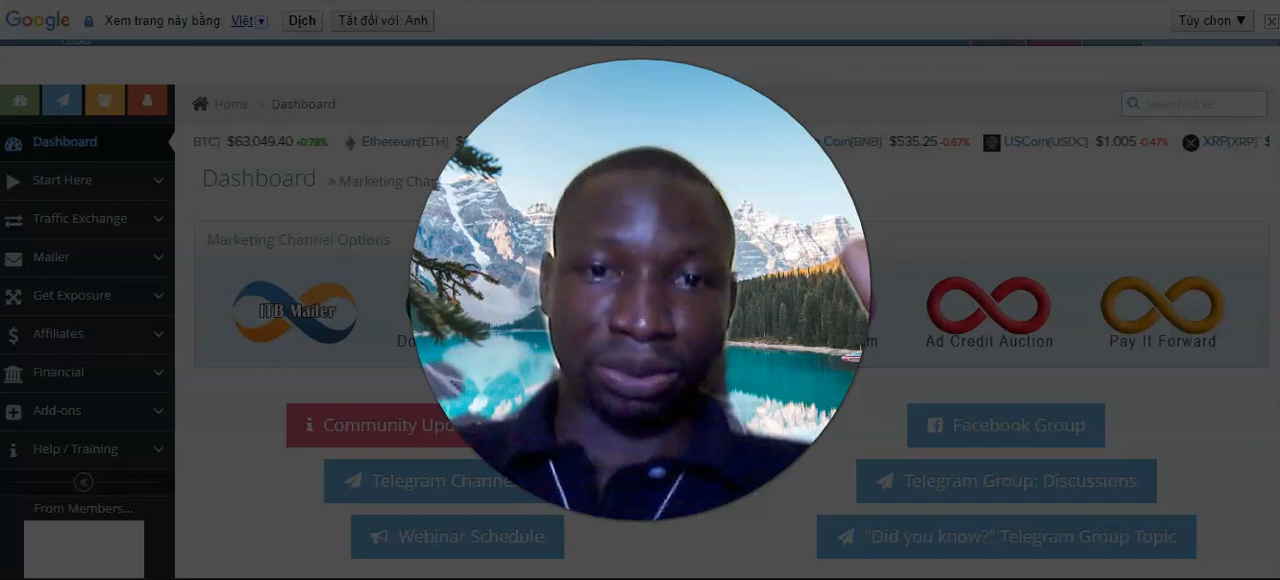 Google Xem trang này bằng: Việt Dịch Tắt đối với: Anh Tùy chọn ▼
Home Dashboard Search Link..
BTC] $63,049.40 +0.78% Ethereum[ETH] Coin[BNB] $535.25 -0.67% USCoin[USDC] $1.005 -0.47% XRP[XRP]
Dashboard
Start Here
Traffic Exchange
Mailer
Get Exposure
Affiliates
Financial
Add-ons
Help / Training
From Members...
Dashboard » Marketing
Marketing Channel Options
ITB Mailer
Ad Credit Auction
Pay It Forward
Community
Facebook Group
Telegram
Telegram Group: Discussions
Webinar Schedule
"Did you know?" Telegram Group Topic